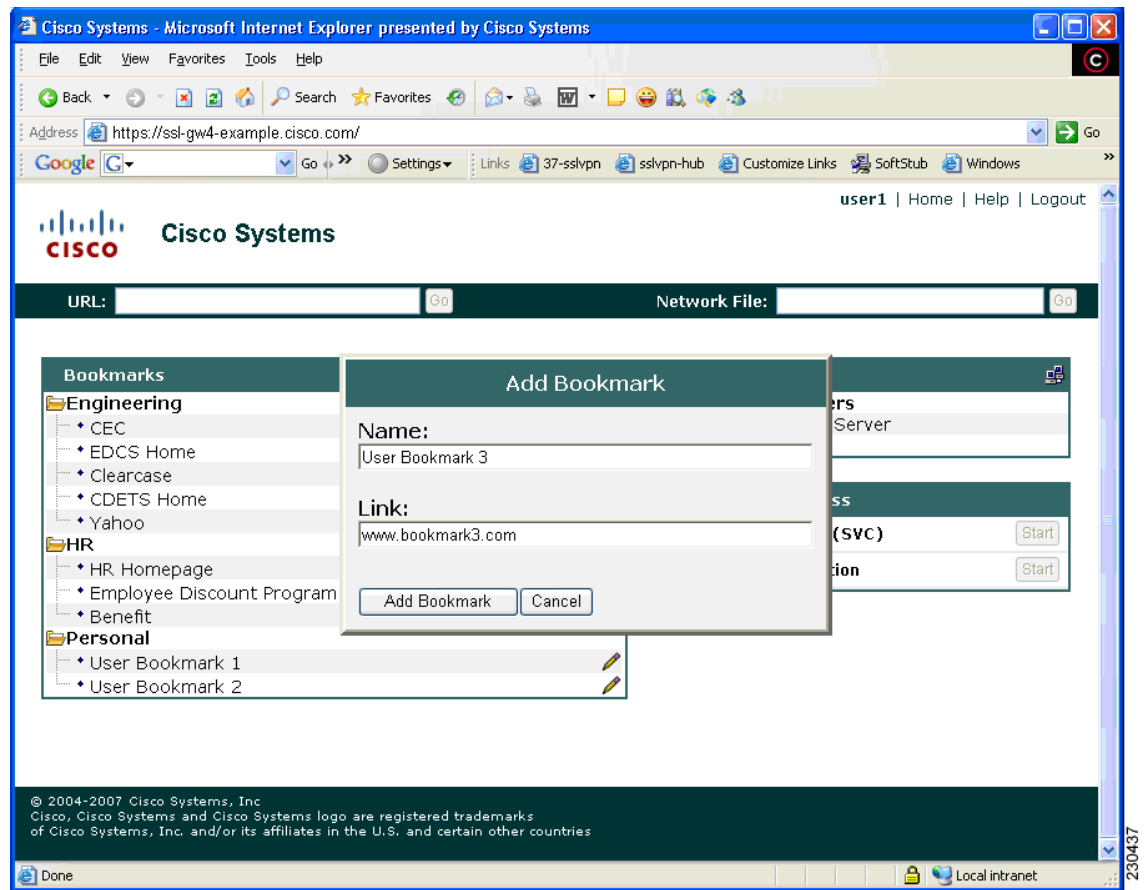 Cisco Systems - Microsoft Internet Explorer presented by Cisco Systems
File Edit View Favorites Tools Help
Back Search Favorites
Address https://ssl-gw4-example.cisco.com/ Go
Google G Go Settings Links 37-sslvpn sslvpn-hub Customize Links SoftStub Windows
user1 | Home | Help | Logout
CISCO Cisco Systems
URL: Go Network File: Go
Bookmarks
Engineering
CEC
EDCS Home
Clearcase
CDETS Home
Yahoo
HR
HR Homepage
Employee Discount Program
Benefit
Personal
User Bookmark 1
User Bookmark 2
Add Bookmark
Name:
User Bookmark 3
Link:
www.bookmark3.com
Add Bookmark Cancel
ers
Server
ss
(SVC) Start
tion Start
© 2004-2007 Cisco Systems, Inc
Cisco, Cisco Systems and Cisco Systems logo are registered trademarks
of Cisco Systems, Inc. and/or its affiliates in the U.S. and certain other countries
Done Local intranet
230437